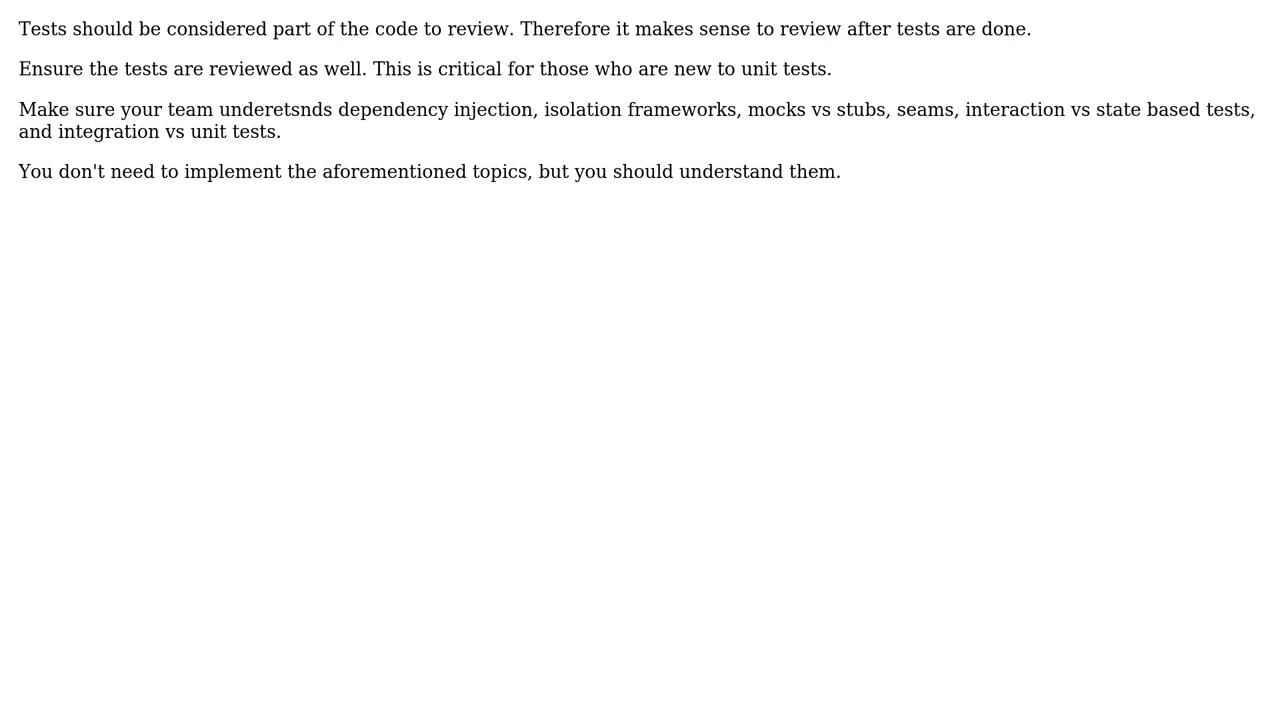 Tests should be considered part of the code to review. Therefore it makes sense to review after tests are done.
Ensure the tests are reviewed as well. This is critical for those who are new to unit tests.
Make sure your team underetsnds dependency injection, isolation frameworks, mocks vs stubs, seams, interaction vs state based tests,
and integration vs unit tests.
You don't need to implement the aforementioned topics, but you should understand them.